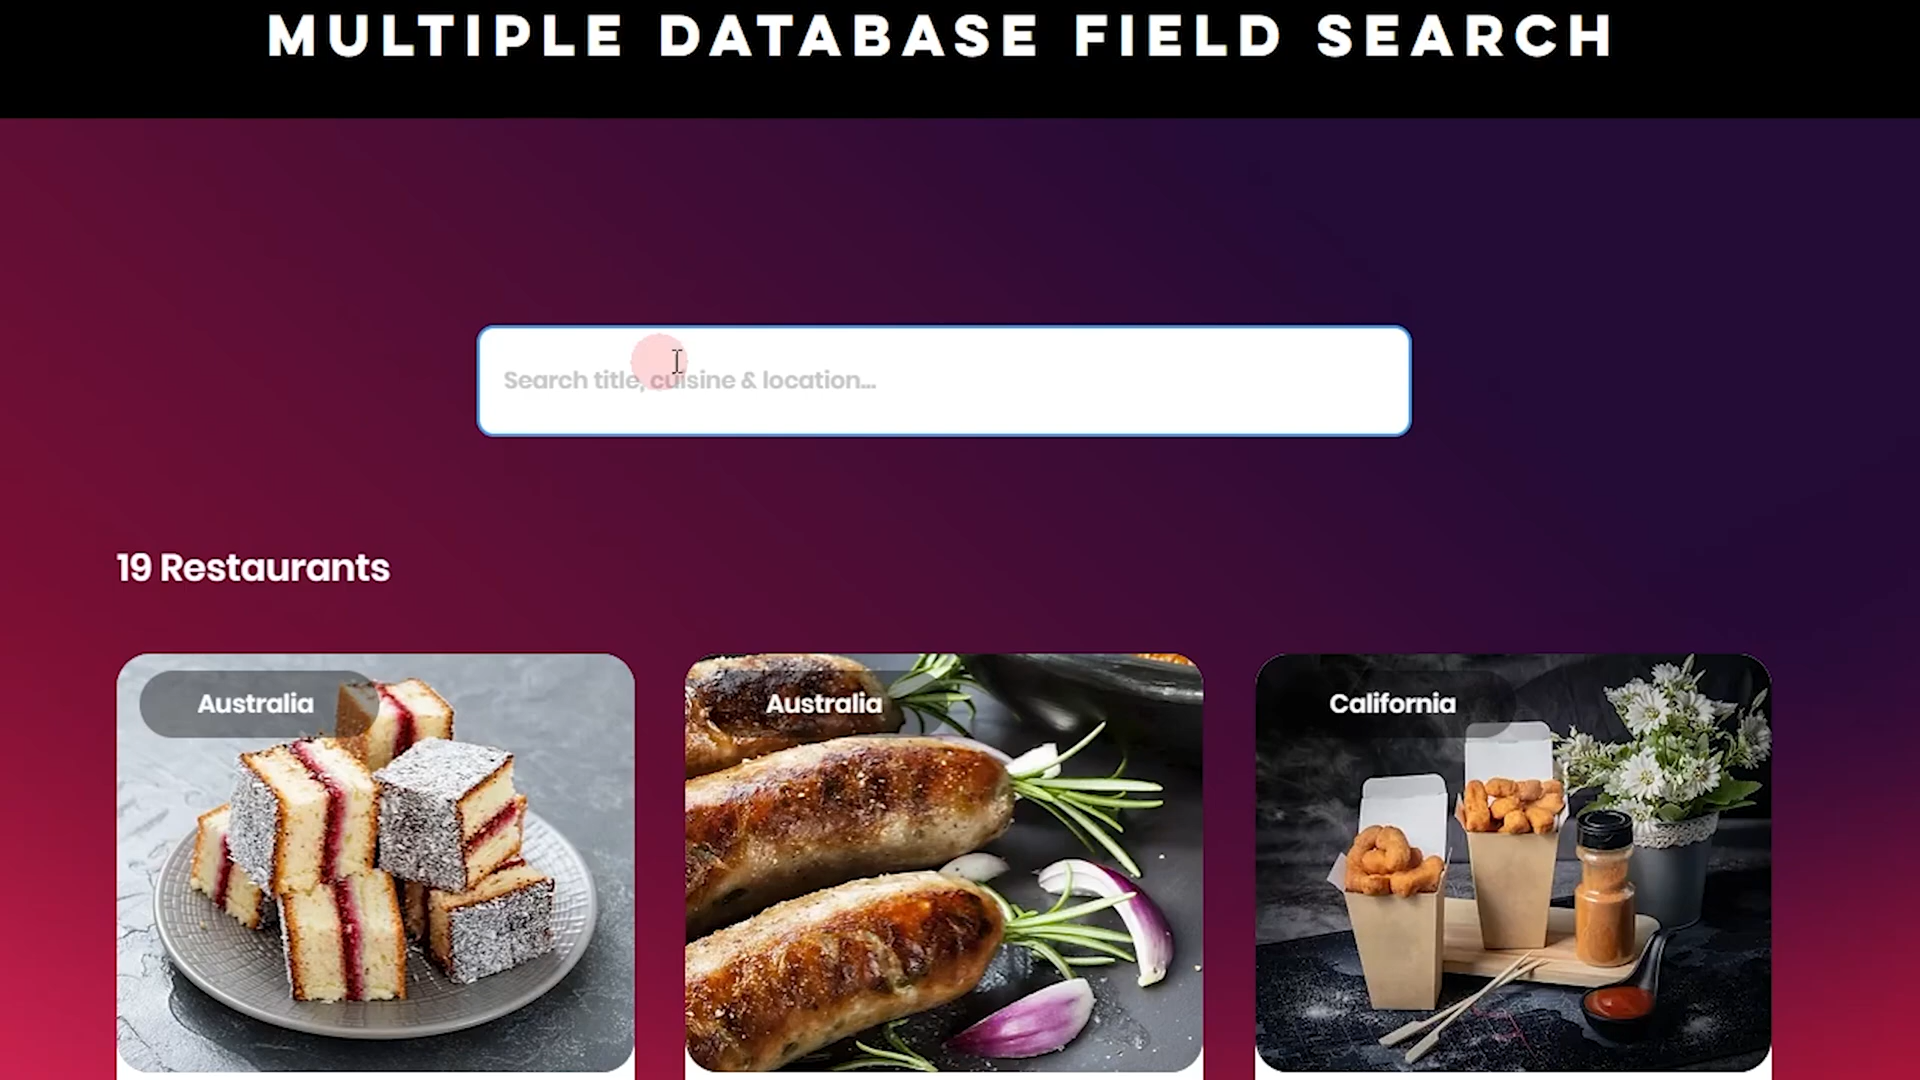 MULTIPLE DATABASE FIELD SEARCH
Search title, cuisine & location...
19 Restaurants
Australia
Australia
California